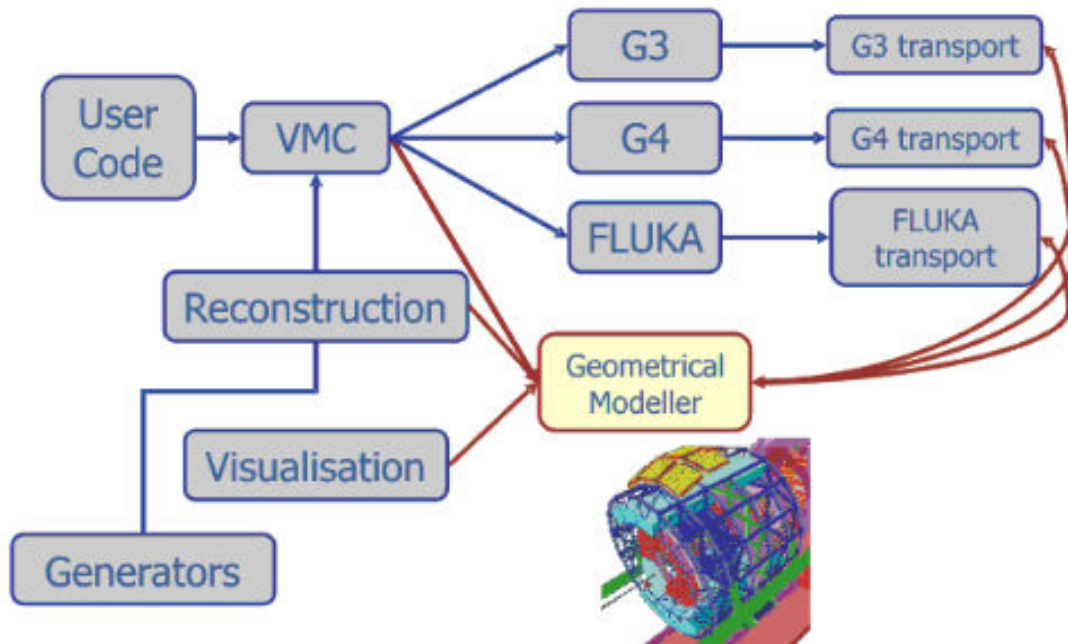 User
Code
VMC
G3
G3 transport
G4
G4 transport
FLUKA
FLUKA
transport
Reconstruction
Geometrical
Modeller
Visualisation
Generators